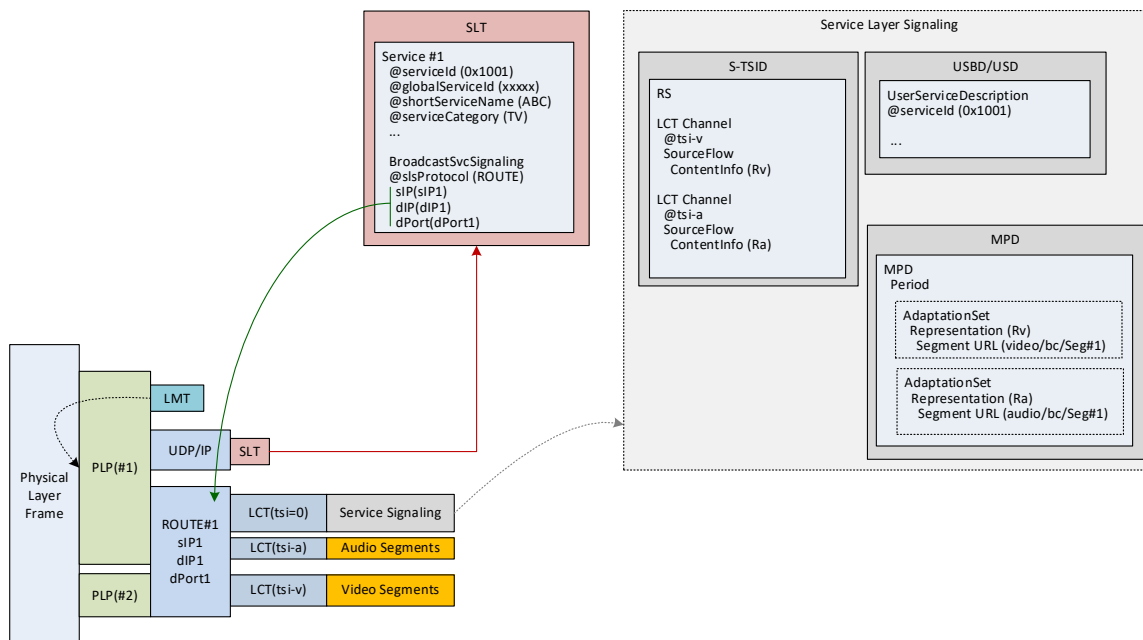 SLT
Service #1
@serviceId (0x1001)
@globalServiceId (xxxxx)
@shortServiceName (ABC)
@serviceCategory (TV)
...
BroadcastSvcSignaling
@slsProtocol (ROUTE)
sIP(sIP1)
dIP(dIP1)
dPort(dPort1)
Service Layer Signaling
S-TSID
RS
LCT Channel
@tsi-v
SourceFlow
ContentInfo (Rv)
LCT Channel
@tsi-a
SourceFlow
ContentInfo (Ra)
USBD/USD
UserServiceDescription
@serviceId (0x1001)
...
MPD
MPD
Period
AdaptationSet
Representation (Rv)
Segment URL (video/bc/Seg#1)
AdaptationSet
Representation (Ra)
Segment URL (audio/bc/Seg#1)
Physical
Layer
Frame
PLP(#1)
PLP(#2)
LMT
UDP/IP
SLT
ROUTE#1
sIP1
dIP1
dPort1
LCT(tsi=0)
Service Signaling
LCT(tsi-a)
Audio Segments
LCT(tsi-v)
Video Segments